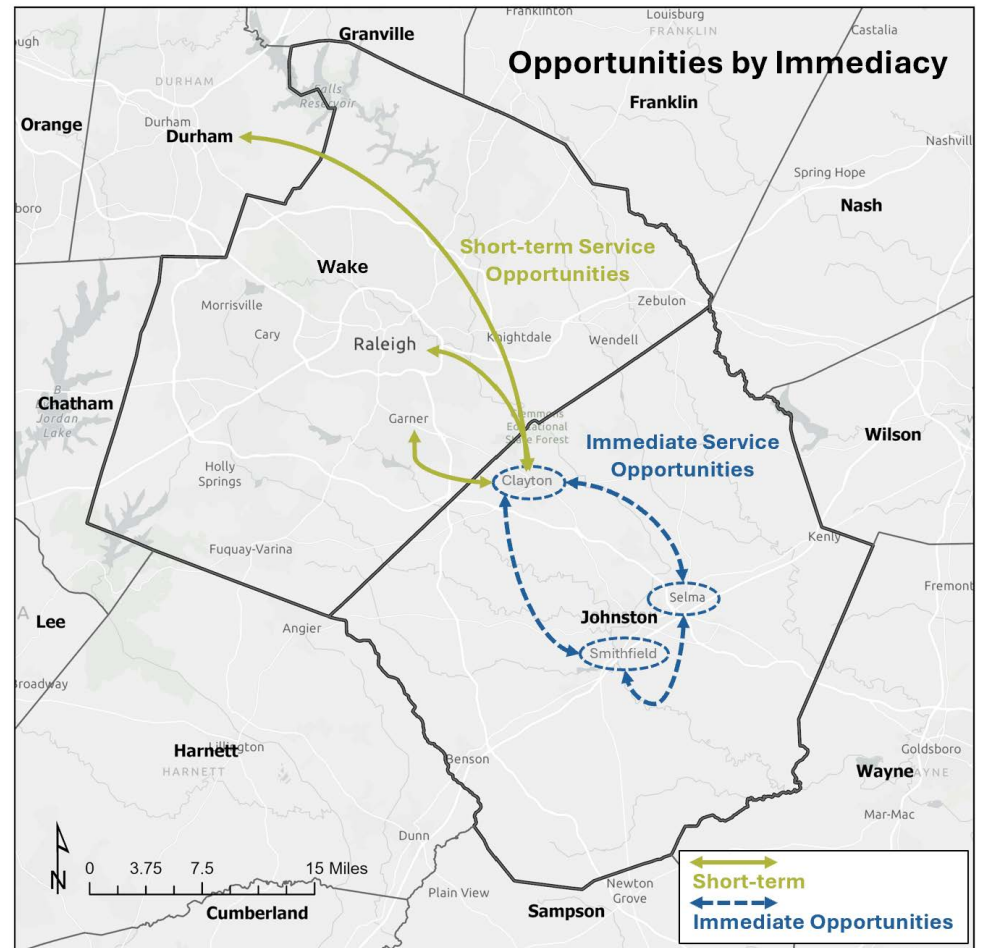 Franklinton
Louisburg
FRANKLIN
Castalia
Granville
Opportunities by Immediacy
ough
DURHAM
Falls
Reservoir
Franklin
Orange
Durham
Durham
Nashvill
Spring Hope
Nash
boro
Short-term Service
Opportunities
Wake
Morrisville
Zebulon
Cary
Raleigh
Knightdale
Wendell
B
Jordan
Lake
Chatham
Garner
Clemmons
Educational
State Forest
Immediate Service
Opportunities
Wilson
Holly
Springs
Clayton
Kenly
Fuquay-Varina
Fremont
Selma
A
Lee
Johnston
Angier
Smithfield
Broadway
Harnett
Lillington
HARNETT
Benson
Goldsboro
Wayne
AYNE
Mar-Mac
Dunn
N
0 3.75 7.5 15 Miles
Plain View
Newton
Grove
Cumberland
Sampson
Short-term
Immediate Opportunities